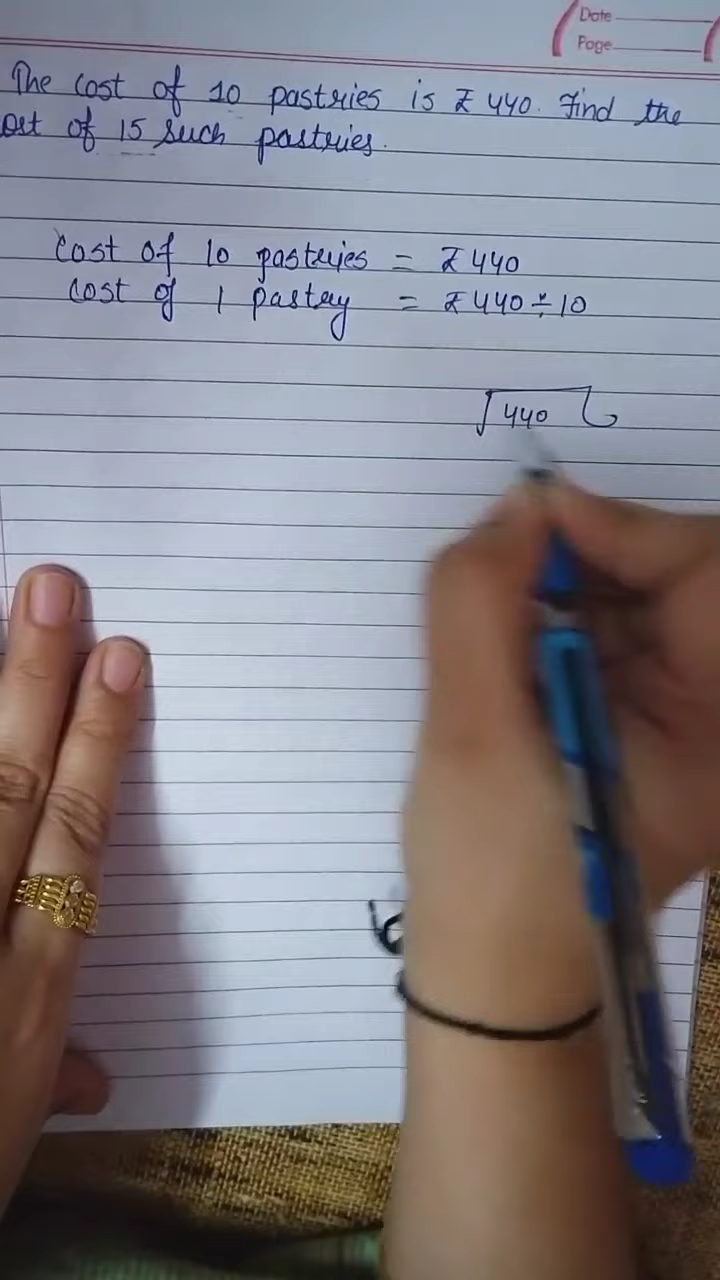 Date
Page
The cost of 10 pastries is ₹ 440. Find the
ost of 15 such pastries.
cost of 10 pastries = ₹ 440
cost of 1 pastry = ₹ 440 ÷ 10
440